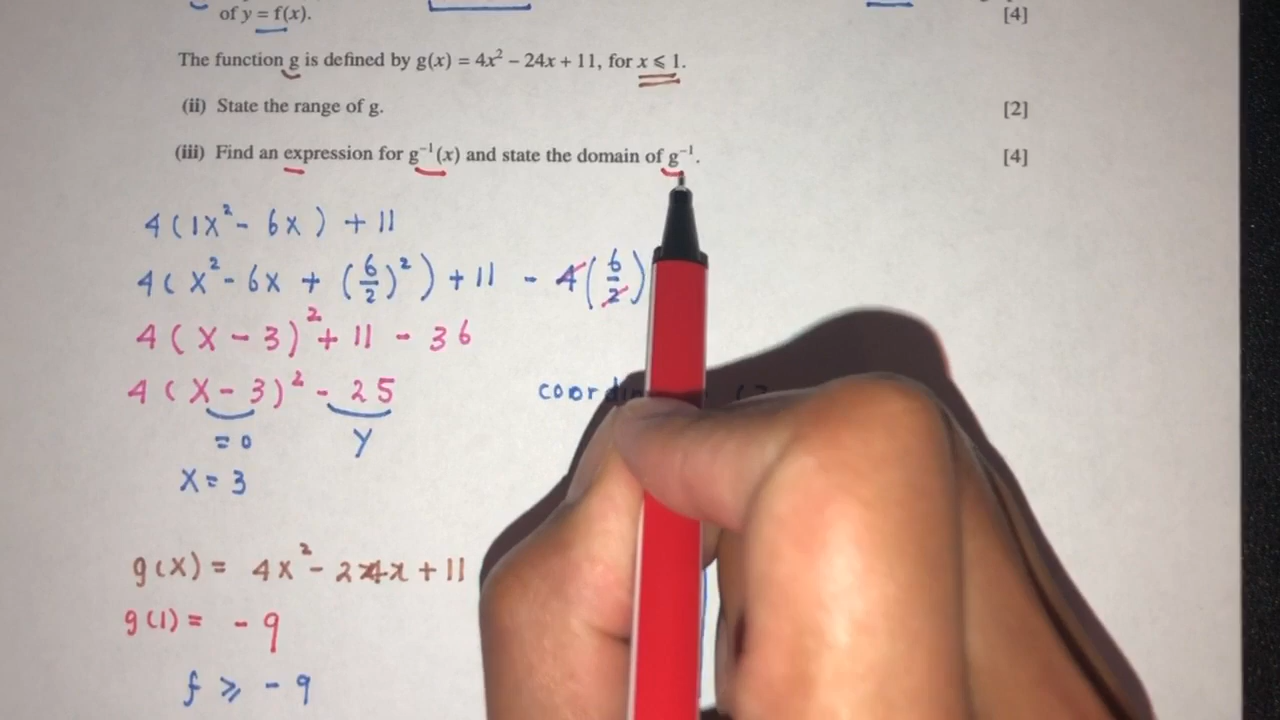 of y = f(x). [4]
The function g is defined by g(x) = 4x² − 24x + 11, for x ⩽ 1.
(ii) State the range of g. [2]
(iii) Find an expression for g⁻¹(x) and state the domain of g⁻¹. [4]
4(1x² - 6x) + 11
4(x² - 6x + (6/2)²) + 11 - 4(6/2)
4(x - 3)² + 11 - 36
4(x - 3)² - 25
= 0 y
x = 3
g(x) = 4x² - 24x + 11
g(1) = - 9
f ⩾ - 9